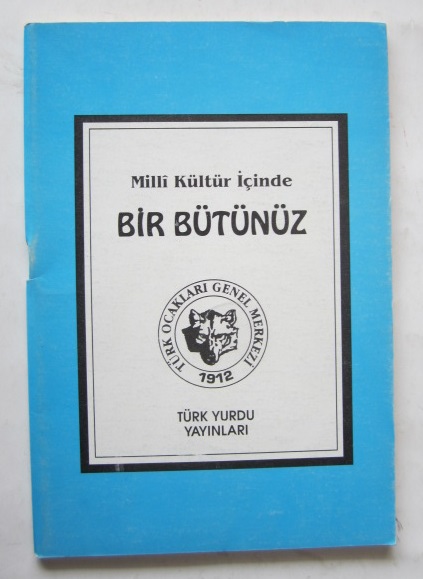 Millî Kültür İçinde
BİR BÜTÜNÜZ
TÜRK OCAKLARI GENEL MERKEZİ
1912
TÜRK YURDU
YAYINLARI